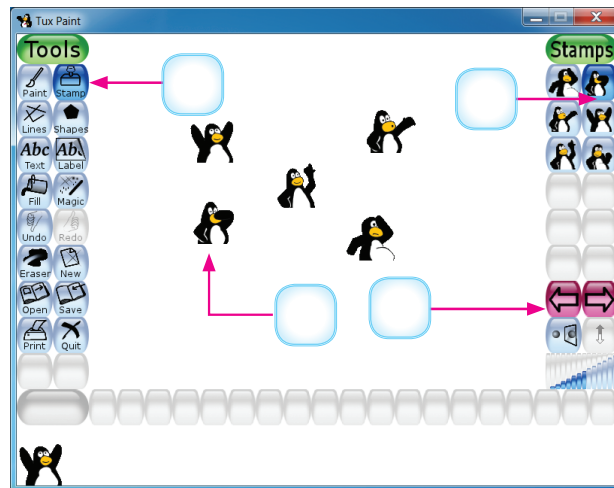 Tux Paint
Tools
Stamps
Paint Stamp
Lines Shapes
Abc Abc
Text Label
Fill Magic
Undo Redo
Eraser New
Open Save
Print Quit